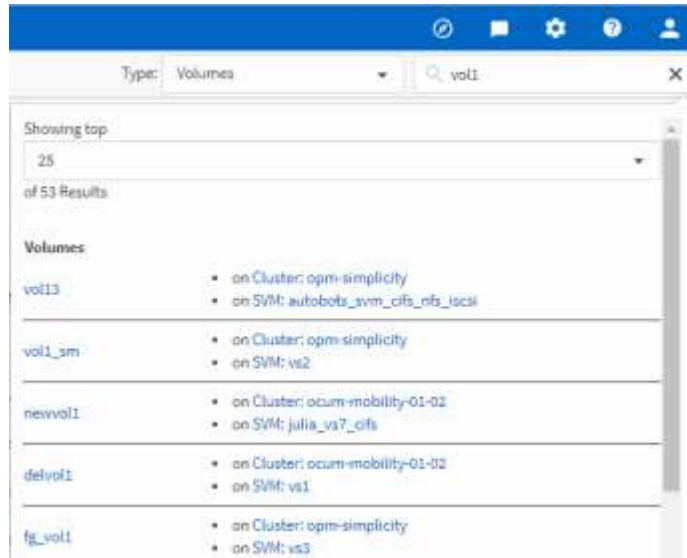 Type: Volumes vol1
Showing top
25
of 53 Results
Volumes
vol13
on Cluster: opm-simplicity
on SVM: autobots_svm_cifs_nfs_iscsi
vol1_sm
on Cluster: opm-simplicity
on SVM: vs2
newvol1
on Cluster: ocum-mobility-01-02
on SVM: julia_vs7_cifs
delvol1
on Cluster: ocum-mobility-01-02
on SVM: vs1
fg_vol1
on Cluster: opm-simplicity
on SVM: vs3